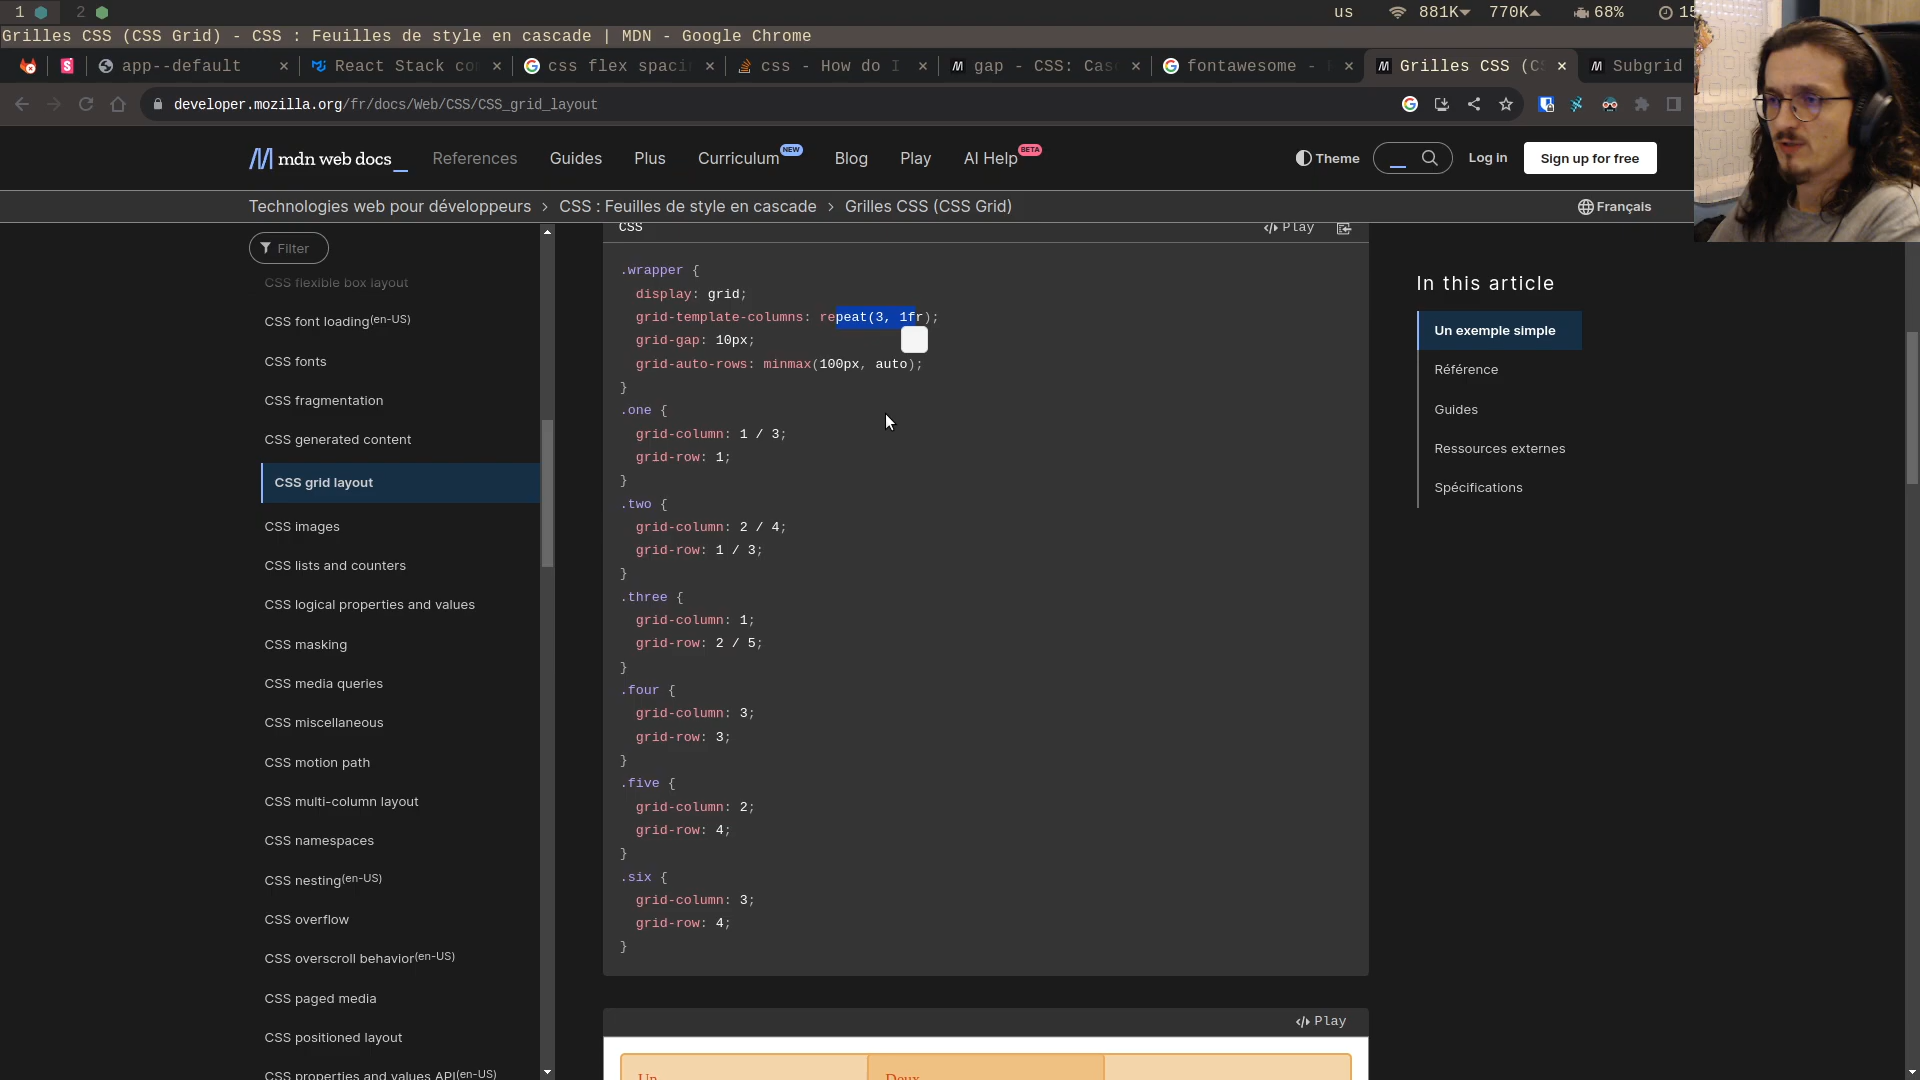 1 2 us 881K 770K 68% 15
Grilles CSS (CSS Grid) - CSS : Feuilles de style en cascade | MDN - Google Chrome
app--default × React Stack co × css flex spaci × css - How do I × gap - CSS: Cas × fontawesome - × Grilles CSS (C × Subgrid
developer.mozilla.org/fr/docs/Web/CSS/CSS_grid_layout
mdn web docs_ References Guides Plus Curriculum NEW Blog Play AI Help BETA Theme Log in Sign up for free
Technologies web pour développeurs > CSS : Feuilles de style en cascade > Grilles CSS (CSS Grid) Français
Filter
CSS flexible box layout
CSS font loading(en-US)
CSS fonts
CSS fragmentation
CSS generated content
CSS grid layout
CSS images
CSS lists and counters
CSS logical properties and values
CSS masking
CSS media queries
CSS miscellaneous
CSS motion path
CSS multi-column layout
CSS namespaces
CSS nesting(en-US)
CSS overflow
CSS overscroll behavior(en-US)
CSS paged media
CSS positioned layout
CSS properties and values API(en-US)
CSS Play
.wrapper {
display: grid;
grid-template-columns: repeat(3, 1fr);
grid-gap: 10px;
grid-auto-rows: minmax(100px, auto);
}
.one {
grid-column: 1 / 3;
grid-row: 1;
}
.two {
grid-column: 2 / 4;
grid-row: 1 / 3;
}
.three {
grid-column: 1;
grid-row: 2 / 5;
}
.four {
grid-column: 3;
grid-row: 3;
}
.five {
grid-column: 2;
grid-row: 4;
}
.six {
grid-column: 3;
grid-row: 4;
}
Play
Un Deux
In this article
Un exemple simple
Référence
Guides
Ressources externes
Spécifications